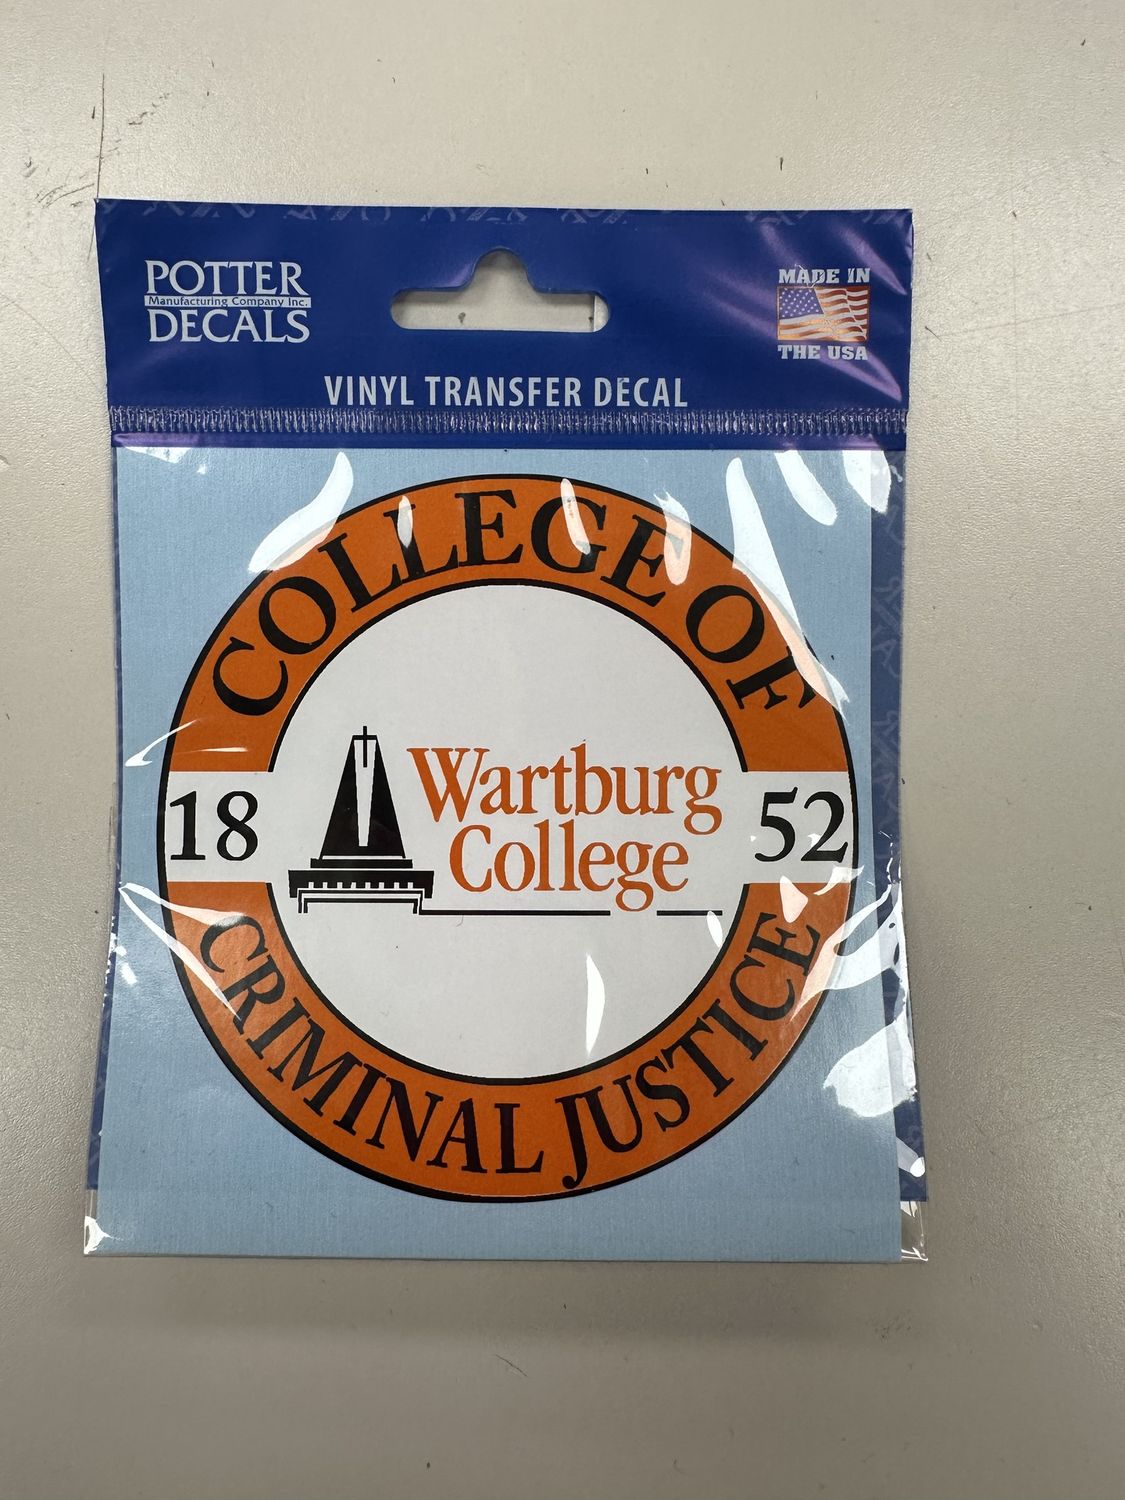 POTTER
Manufacturing Company Inc.
DECALS
MADE IN
THE USA
VINYL TRANSFER DECAL
COLLEGE OF
18
Wartburg
College
52
CRIMINAL JUSTICE